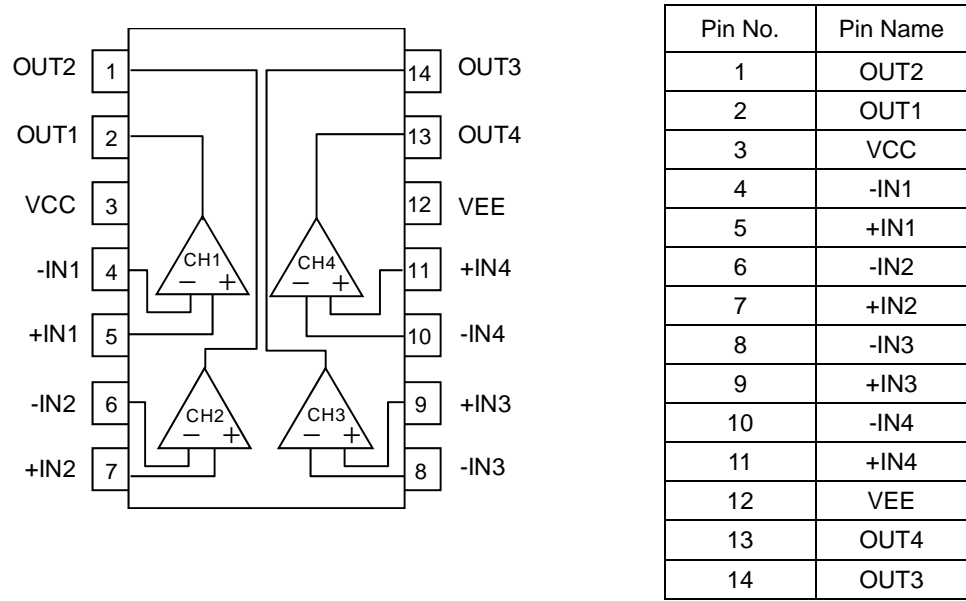 OUT2 1
OUT1 2
VCC 3
-IN1 4
+IN1 5
-IN2 6
+IN2 7
CH1
− +
CH4
− +
CH2
− +
CH3
− +
14 OUT3
13 OUT4
12 VEE
11 +IN4
10 -IN4
9 +IN3
8 -IN3
Pin No. Pin Name
1 OUT2
2 OUT1
3 VCC
4 -IN1
5 +IN1
6 -IN2
7 +IN2
8 -IN3
9 +IN3
10 -IN4
11 +IN4
12 VEE
13 OUT4
14 OUT3